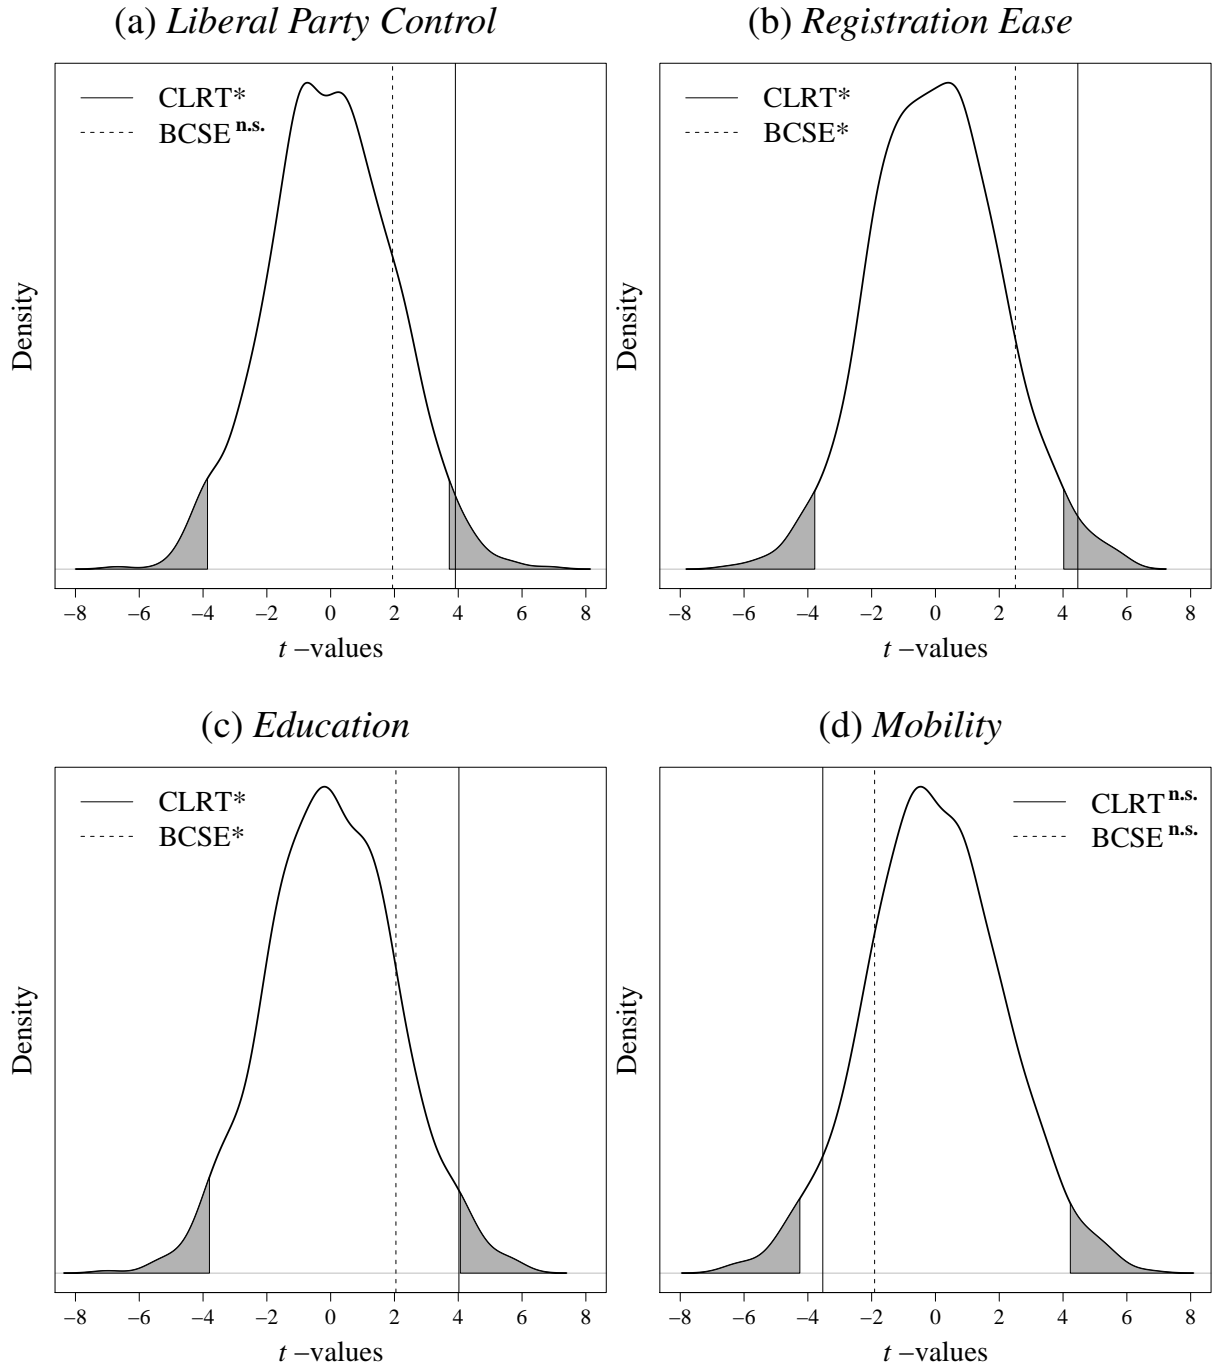 (a) Liberal Party Control
CLRT*
BCSE n.s.
Density
−8 −6 −4 −2 0 2 4 6 8
t −values
(b) Registration Ease
CLRT*
BCSE*
Density
−8 −6 −4 −2 0 2 4 6 8
t −values
(c) Education
CLRT*
BCSE*
Density
−8 −6 −4 −2 0 2 4 6 8
t −values
(d) Mobility
CLRT n.s.
BCSE n.s.
Density
−8 −6 −4 −2 0 2 4 6 8
t −values